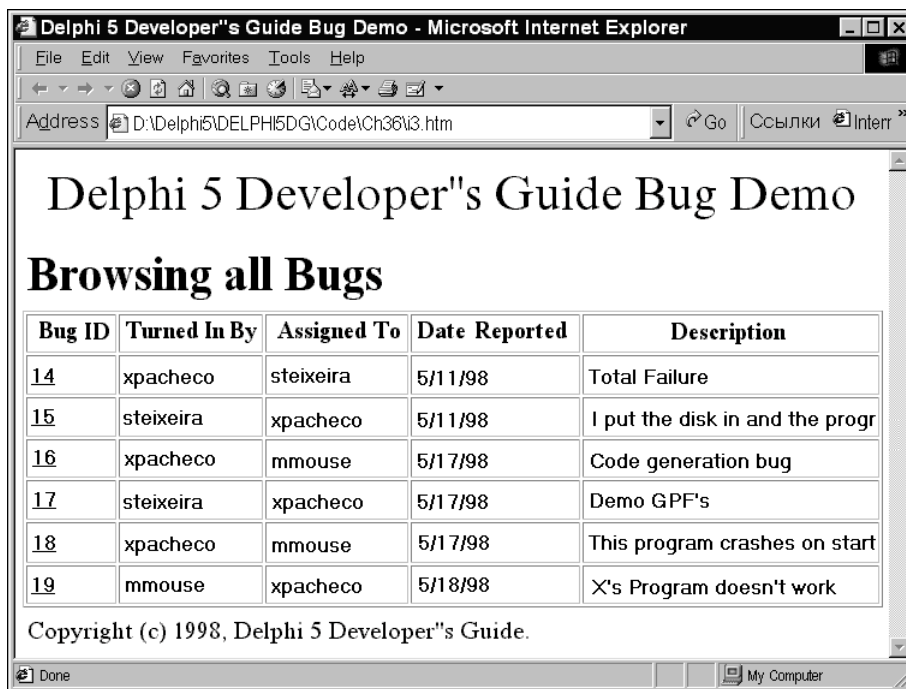 Delphi 5 Developer"s Guide Bug Demo - Microsoft Internet Explorer
File Edit View Favorites Tools Help
Address D:\Delphi5\DELPHI5DG\Code\Ch36\i3.htm Go Ссылки Interr »
Delphi 5 Developer"s Guide Bug Demo
Browsing all Bugs
Bug ID Turned In By Assigned To Date Reported Description
14 xpacheco steixeira 5/11/98 Total Failure
15 steixeira xpacheco 5/11/98 I put the disk in and the progr
16 xpacheco mmouse 5/17/98 Code generation bug
17 steixeira xpacheco 5/17/98 Demo GPF's
18 xpacheco mmouse 5/17/98 This program crashes on start
19 mmouse xpacheco 5/18/98 X's Program doesn't work
Copyright (c) 1998, Delphi 5 Developer"s Guide.
Done My Computer